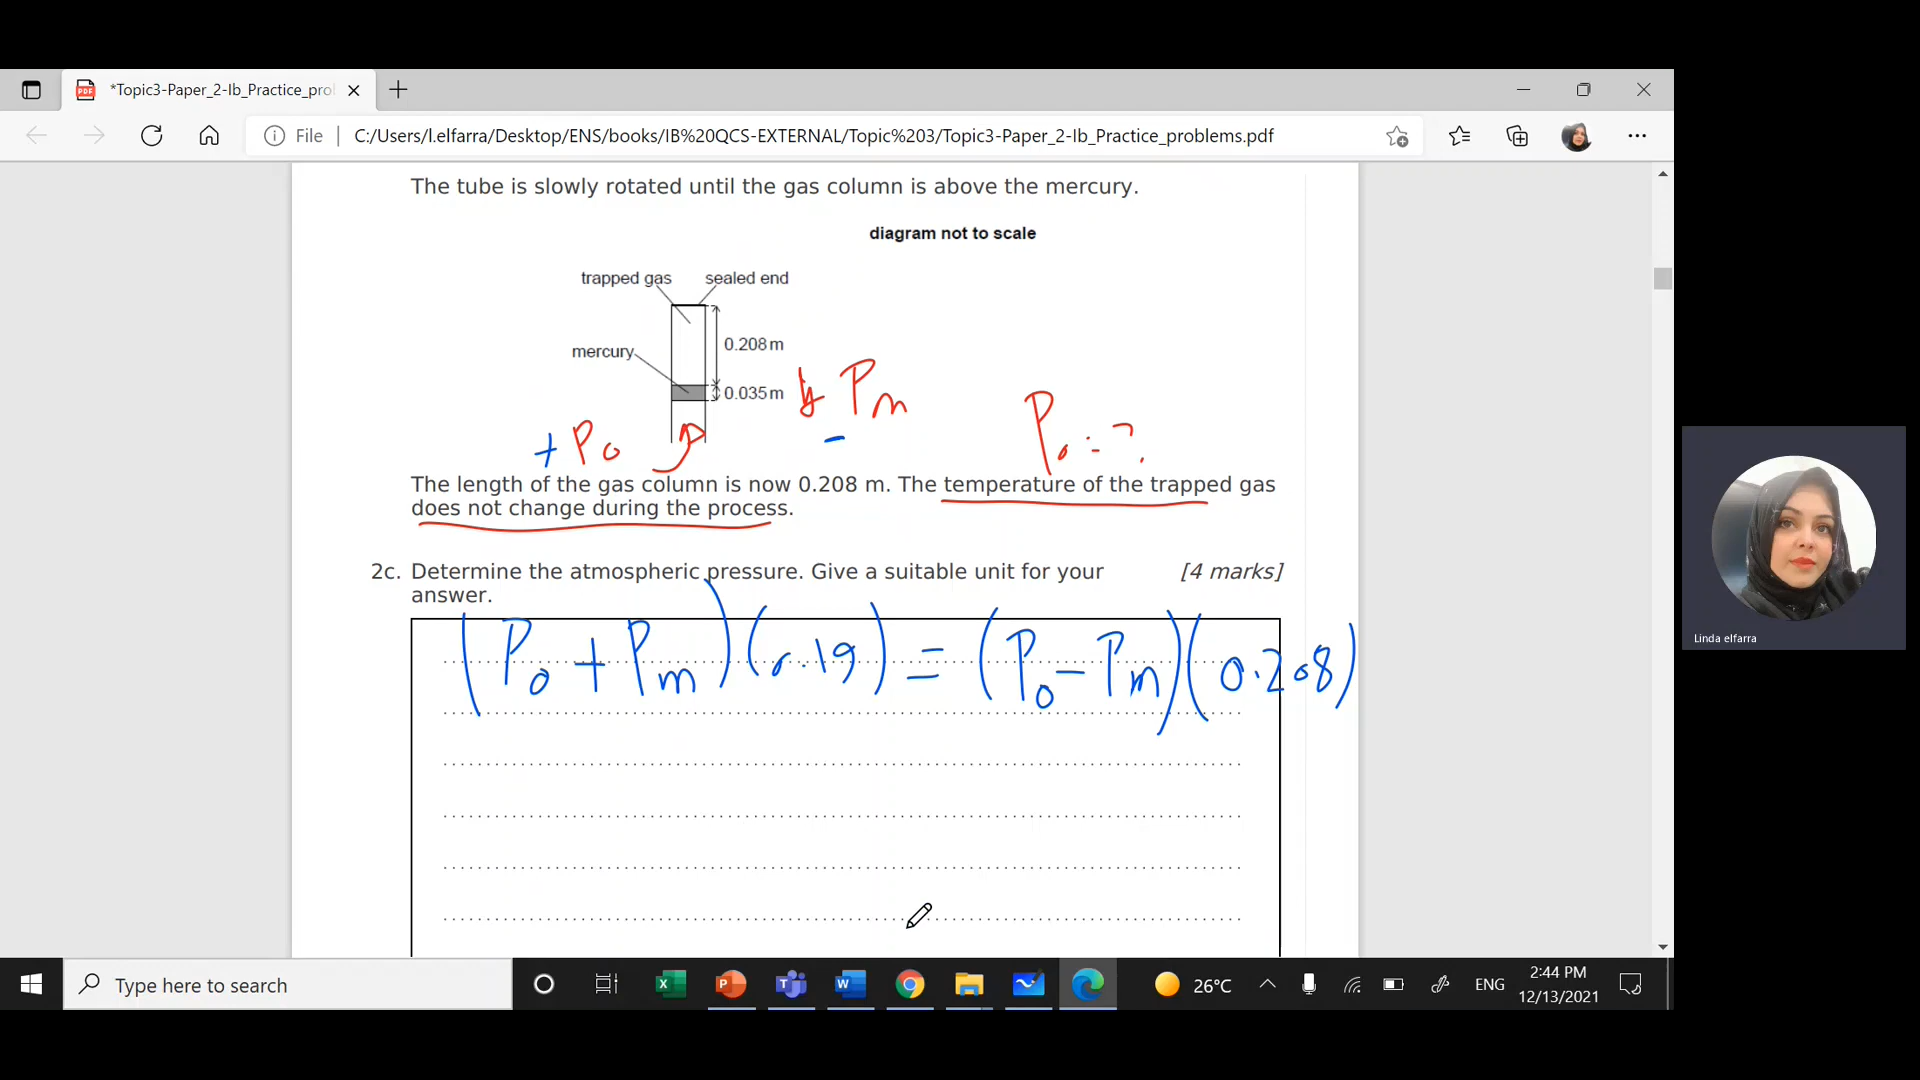 *Topic3-Paper_2-Ib_Practice_pro
File
C:/Users/l.elfarra/Desktop/ENS/books/IB%20QCS-EXTERNAL/Topic%203/Topic3-Paper_2-Ib_Practice_problems.pdf
The tube is slowly rotated until the gas column is above the mercury.
diagram not to scale
trapped gas sealed end
0.208 m
mercury
0.035 m
Pm
+ Po
-
Po = ?
The length of the gas column is now 0.208 m. The temperature of the trapped gas
does not change during the process.
2c. Determine the atmospheric pressure. Give a suitable unit for your [4 marks]
answer.
(Po + Pm)(0.19) = (Po - Pm)(0.208)
Linda elfarra
Type here to search
26°C
ENG
2:44 PM
12/13/2021